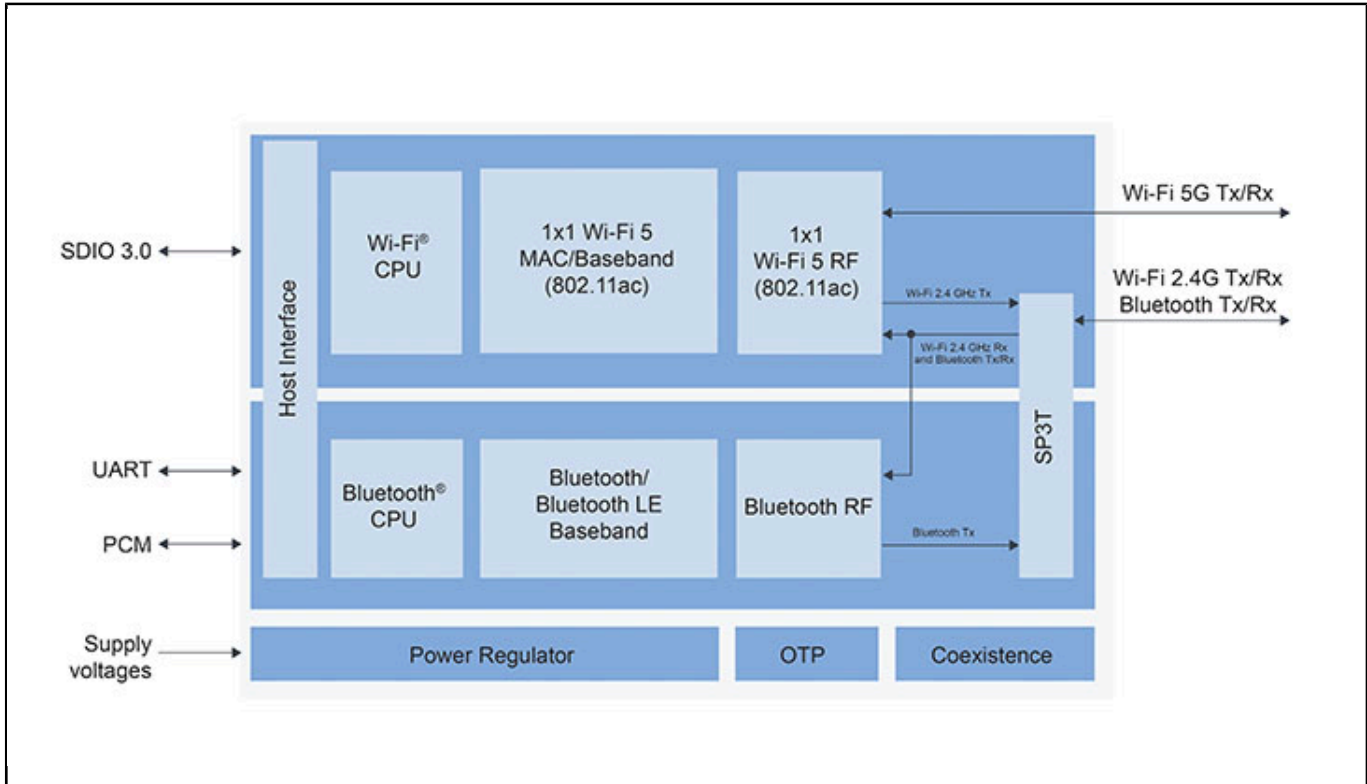 SDIO 3.0
UART
PCM
Supply
voltages
Host Interface
Wi-Fi®
CPU
1x1 Wi-Fi 5
MAC/Baseband
(802.11ac)
1x1
Wi-Fi 5 RF
(802.11ac)
Wi-Fi 2.4 GHz Tx
Wi-Fi 2.4 GHz Rx
and Bluetooth Tx/Rx
Wi-Fi 5G Tx/Rx
Wi-Fi 2.4G Tx/Rx
Bluetooth Tx/Rx
SP3T
Bluetooth®
CPU
Bluetooth/
Bluetooth LE
Baseband
Bluetooth RF
Bluetooth Tx
Power Regulator
OTP
Coexistence